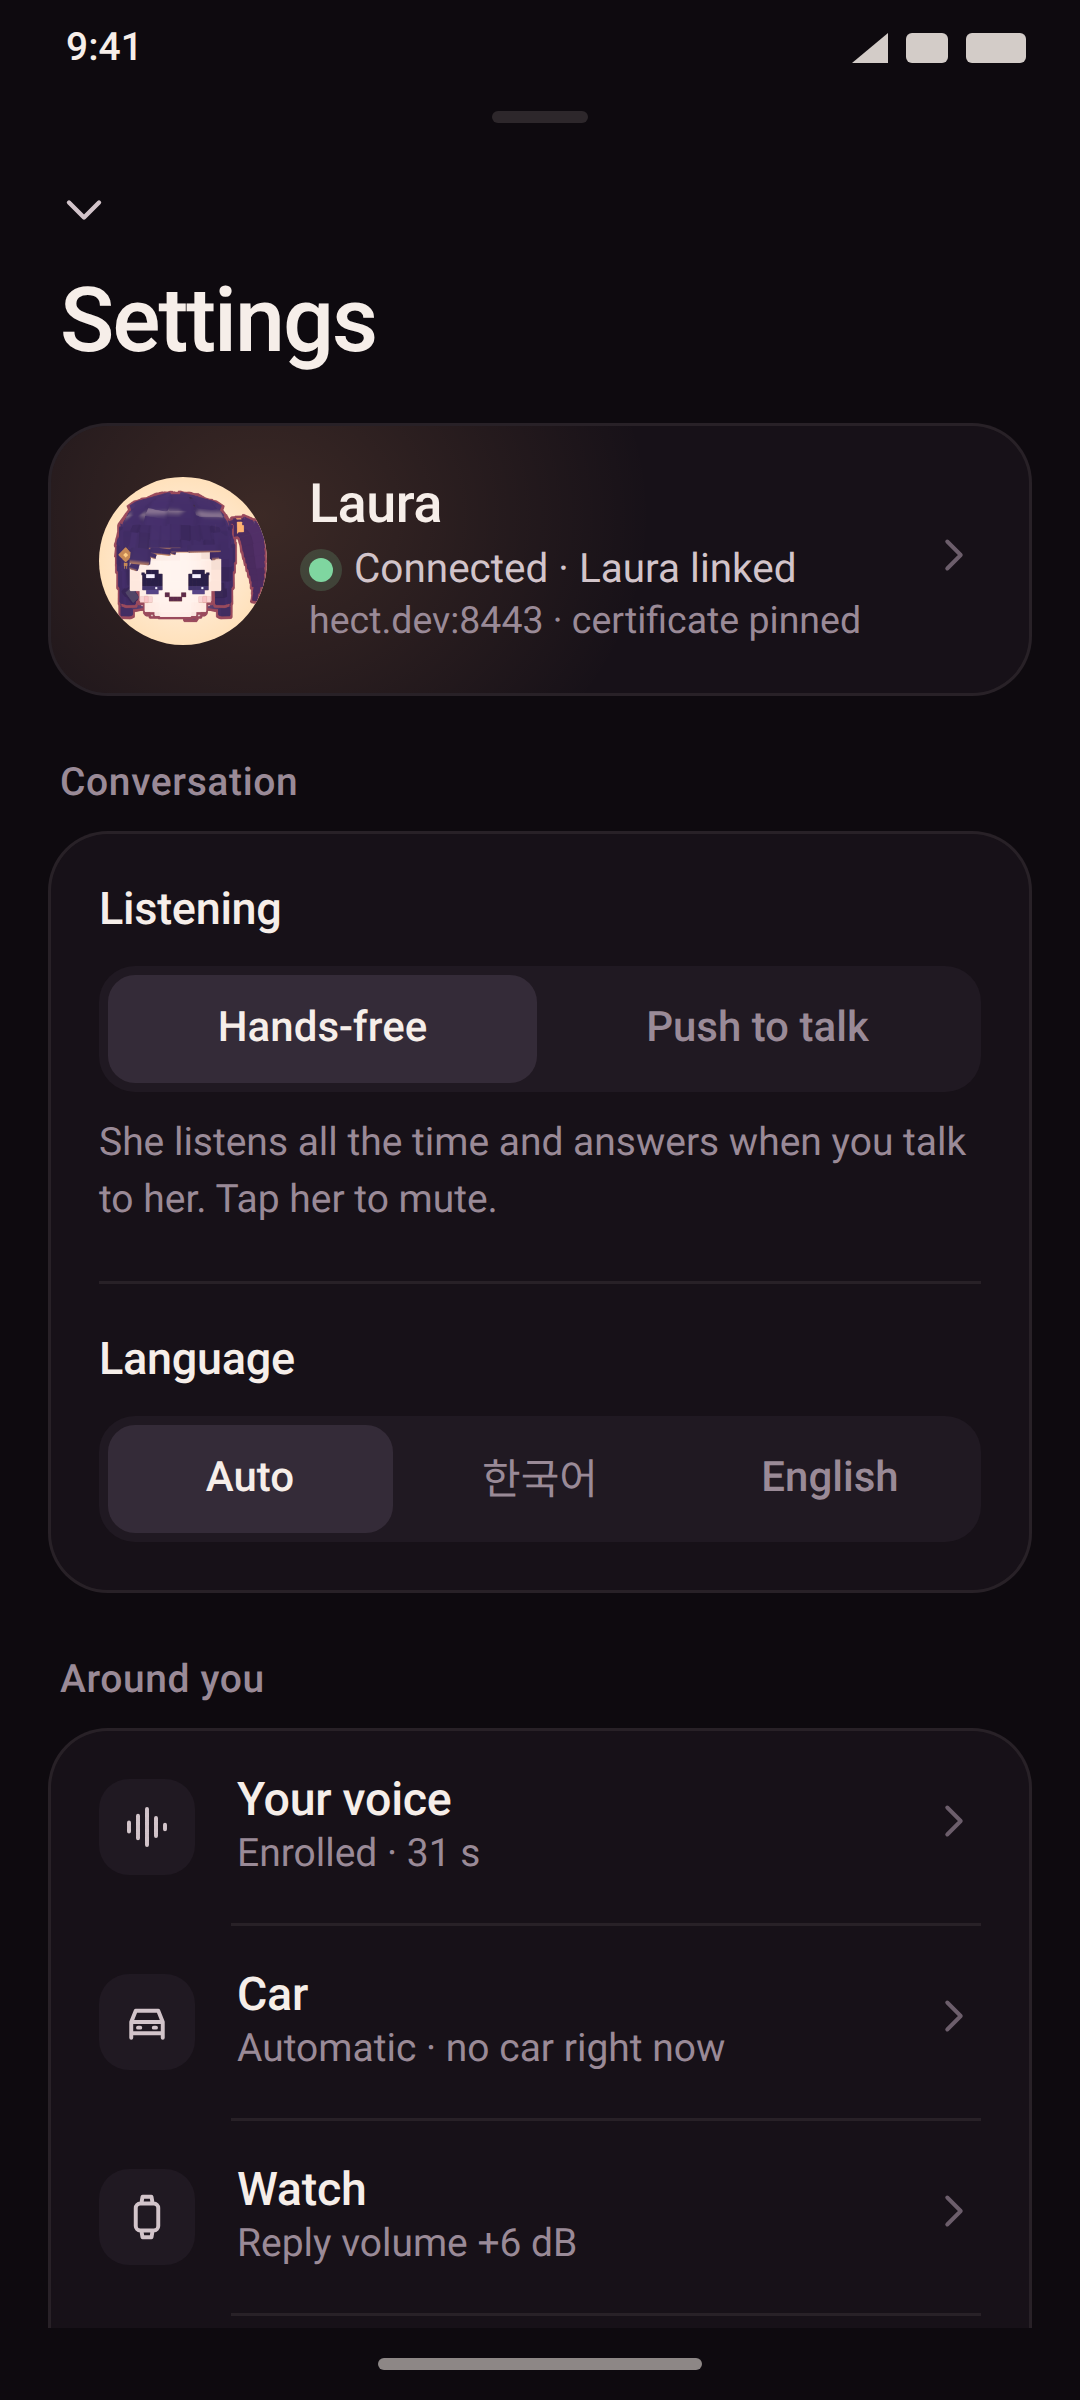 9:41
Settings
Laura
Connected · Laura linked
hect.dev:8443 · certificate pinned
Conversation
Listening
Hands-free
Push to talk
She listens all the time and answers when you talk
to her. Tap her to mute.
Language
Auto
한국어
English
Around you
Your voice
Enrolled · 31 s
Car
Automatic · no car right now
Watch
Reply volume +6 dB